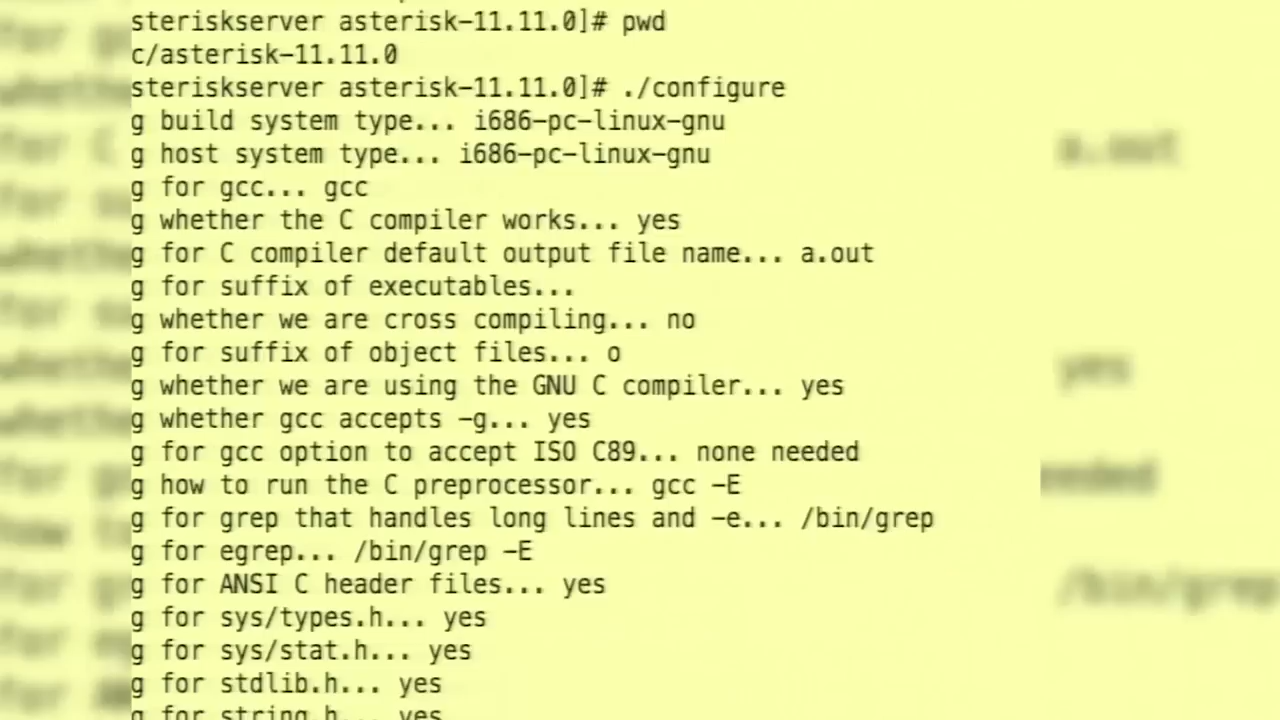 steriskserver asterisk-11.11.0]# pwd
c/asterisk-11.11.0
steriskserver asterisk-11.11.0]# ./configure
g build system type... i686-pc-linux-gnu
g host system type... i686-pc-linux-gnu
g for gcc... gcc
g whether the C compiler works... yes
g for C compiler default output file name... a.out
g for suffix of executables...
g whether we are cross compiling... no
g for suffix of object files... o
g whether we are using the GNU C compiler... yes
g whether gcc accepts -g... yes
g for gcc option to accept ISO C89... none needed
g how to run the C preprocessor... gcc -E
g for grep that handles long lines and -e... /bin/grep
g for egrep... /bin/grep -E
g for ANSI C header files... yes
g for sys/types.h... yes
g for sys/stat.h... yes
g for stdlib.h... yes
g for string.h... yes